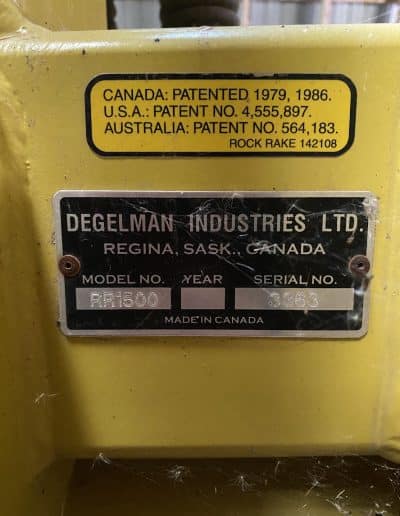 CANADA: PATENTED 1979, 1986.
U.S.A.: PATENT NO. 4,555,897.
AUSTRALIA: PATENT NO. 564,183.
ROCK RAKE 142108
DEGELMAN INDUSTRIES LTD.
REGINA, SASK., CANADA
MODEL NO. YEAR SERIAL NO.
RR1500 3363
MADE IN CANADA